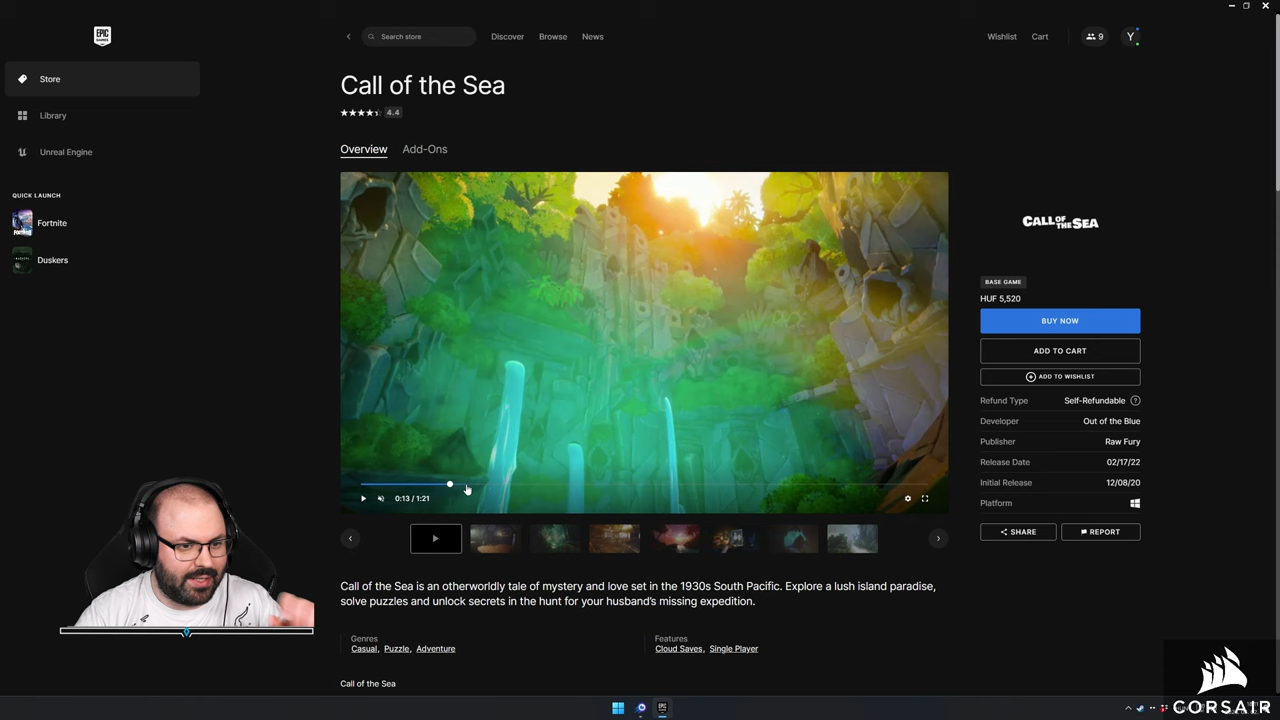 EPIC
GAMES
Search store
Discover
Browse
News
Wishlist
Cart
9
Y
Store
Library
Unreal Engine
QUICK LAUNCH
Fortnite
Duskers
Call of the Sea
4.4
Overview
Add-Ons
0:13 / 1:21
CALL OF THE SEA
BASE GAME
HUF 5,520
BUY NOW
ADD TO CART
ADD TO WISHLIST
Refund Type Self-Refundable
Developer Out of the Blue
Publisher Raw Fury
Release Date 02/17/22
Initial Release 12/08/20
Platform
SHARE
REPORT
Call of the Sea is an otherworldly tale of mystery and love set in the 1930s South Pacific. Explore a lush island paradise,
solve puzzles and unlock secrets in the hunt for your husband's missing expedition.
Genres
Casual, Puzzle, Adventure
Features
Cloud Saves, Single Player
Call of the Sea
CORSAIR